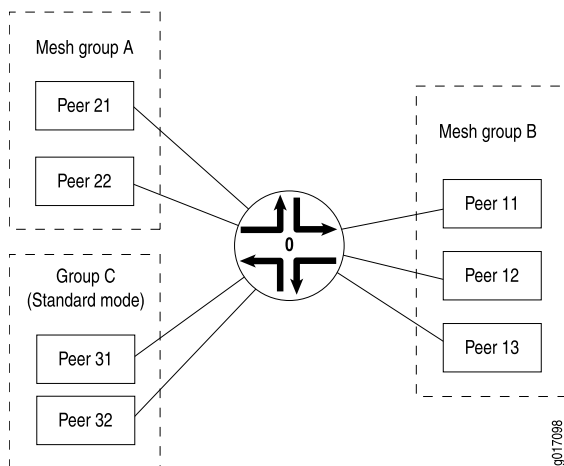 Mesh group A
Peer 21
Peer 22
Group C
(Standard mode)
Peer 31
Peer 32
0
Mesh group B
Peer 11
Peer 12
Peer 13
g017098